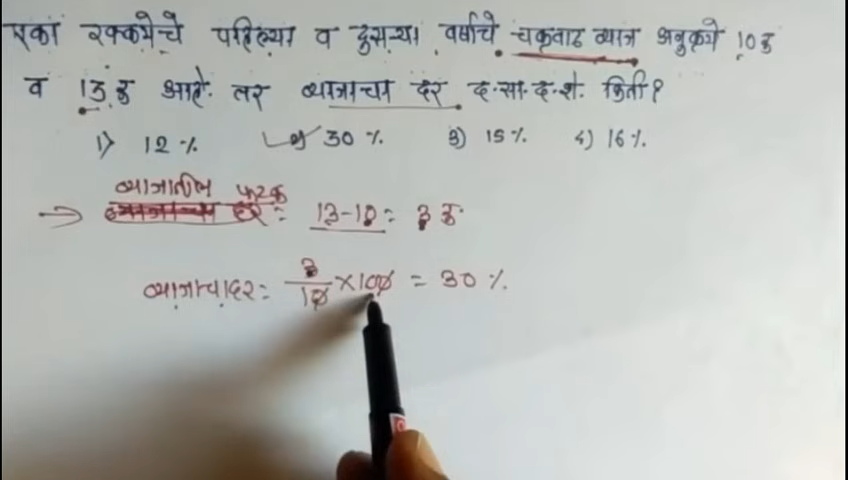 एका रक्कमेचे पहिल्या व दुसऱ्या वर्षाचे चक्रवाढ व्याज अनुक्रमे 10 रु
व 13 रु आहे. तर व्याजाचा दर द.सा.द.शे. किती?
1) 12 % 2) 30 % 3) 15 % 4) 16 %.
व्याजातील फरक
→ = 13-10 = 3 रु.
व्याजाचा दर = 3/10 × 100 = 30 %